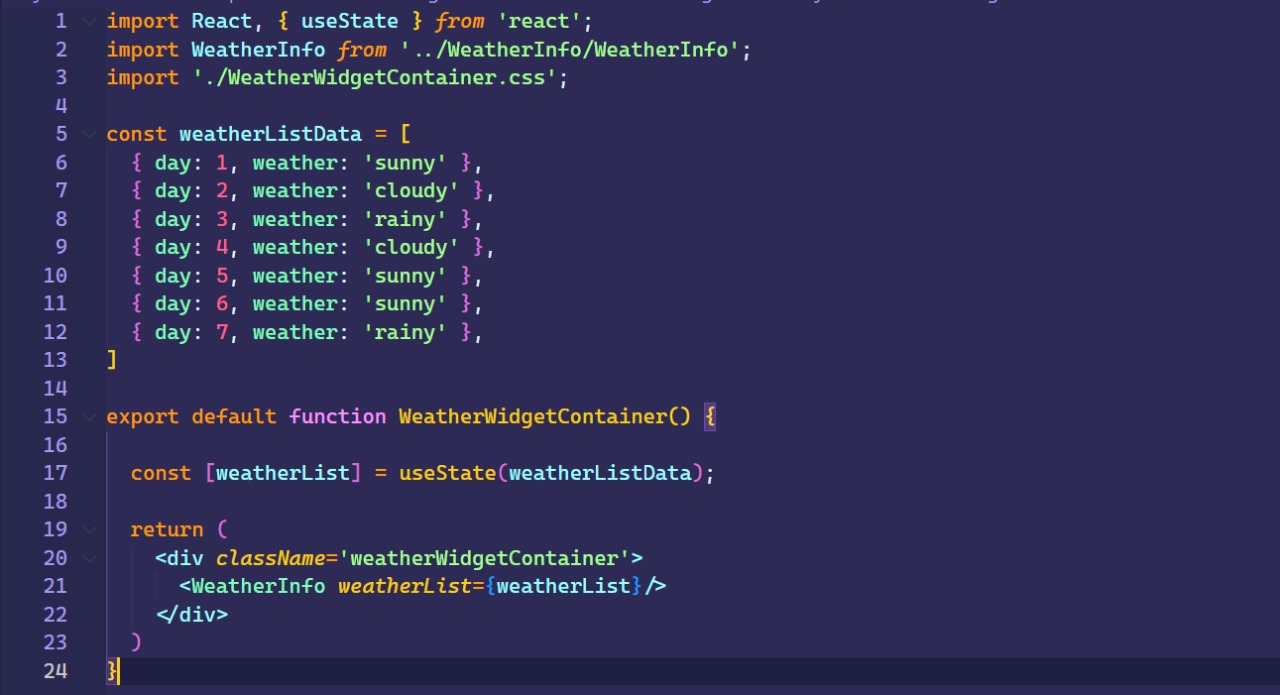 1 import React, { useState } from 'react';
2 import WeatherInfo from '../WeatherInfo/WeatherInfo';
3 import './WeatherWidgetContainer.css';
4
5 const weatherListData = [
6 { day: 1, weather: 'sunny' },
7 { day: 2, weather: 'cloudy' },
8 { day: 3, weather: 'rainy' },
9 { day: 4, weather: 'cloudy' },
10 { day: 5, weather: 'sunny' },
11 { day: 6, weather: 'sunny' },
12 { day: 7, weather: 'rainy' },
13 ]
14
15 export default function WeatherWidgetContainer() {
16
17 const [weatherList] = useState(weatherListData);
18
19 return (
20 <div className='weatherWidgetContainer'>
21 <WeatherInfo weatherList={weatherList}/>
22 </div>
23 )
24 }